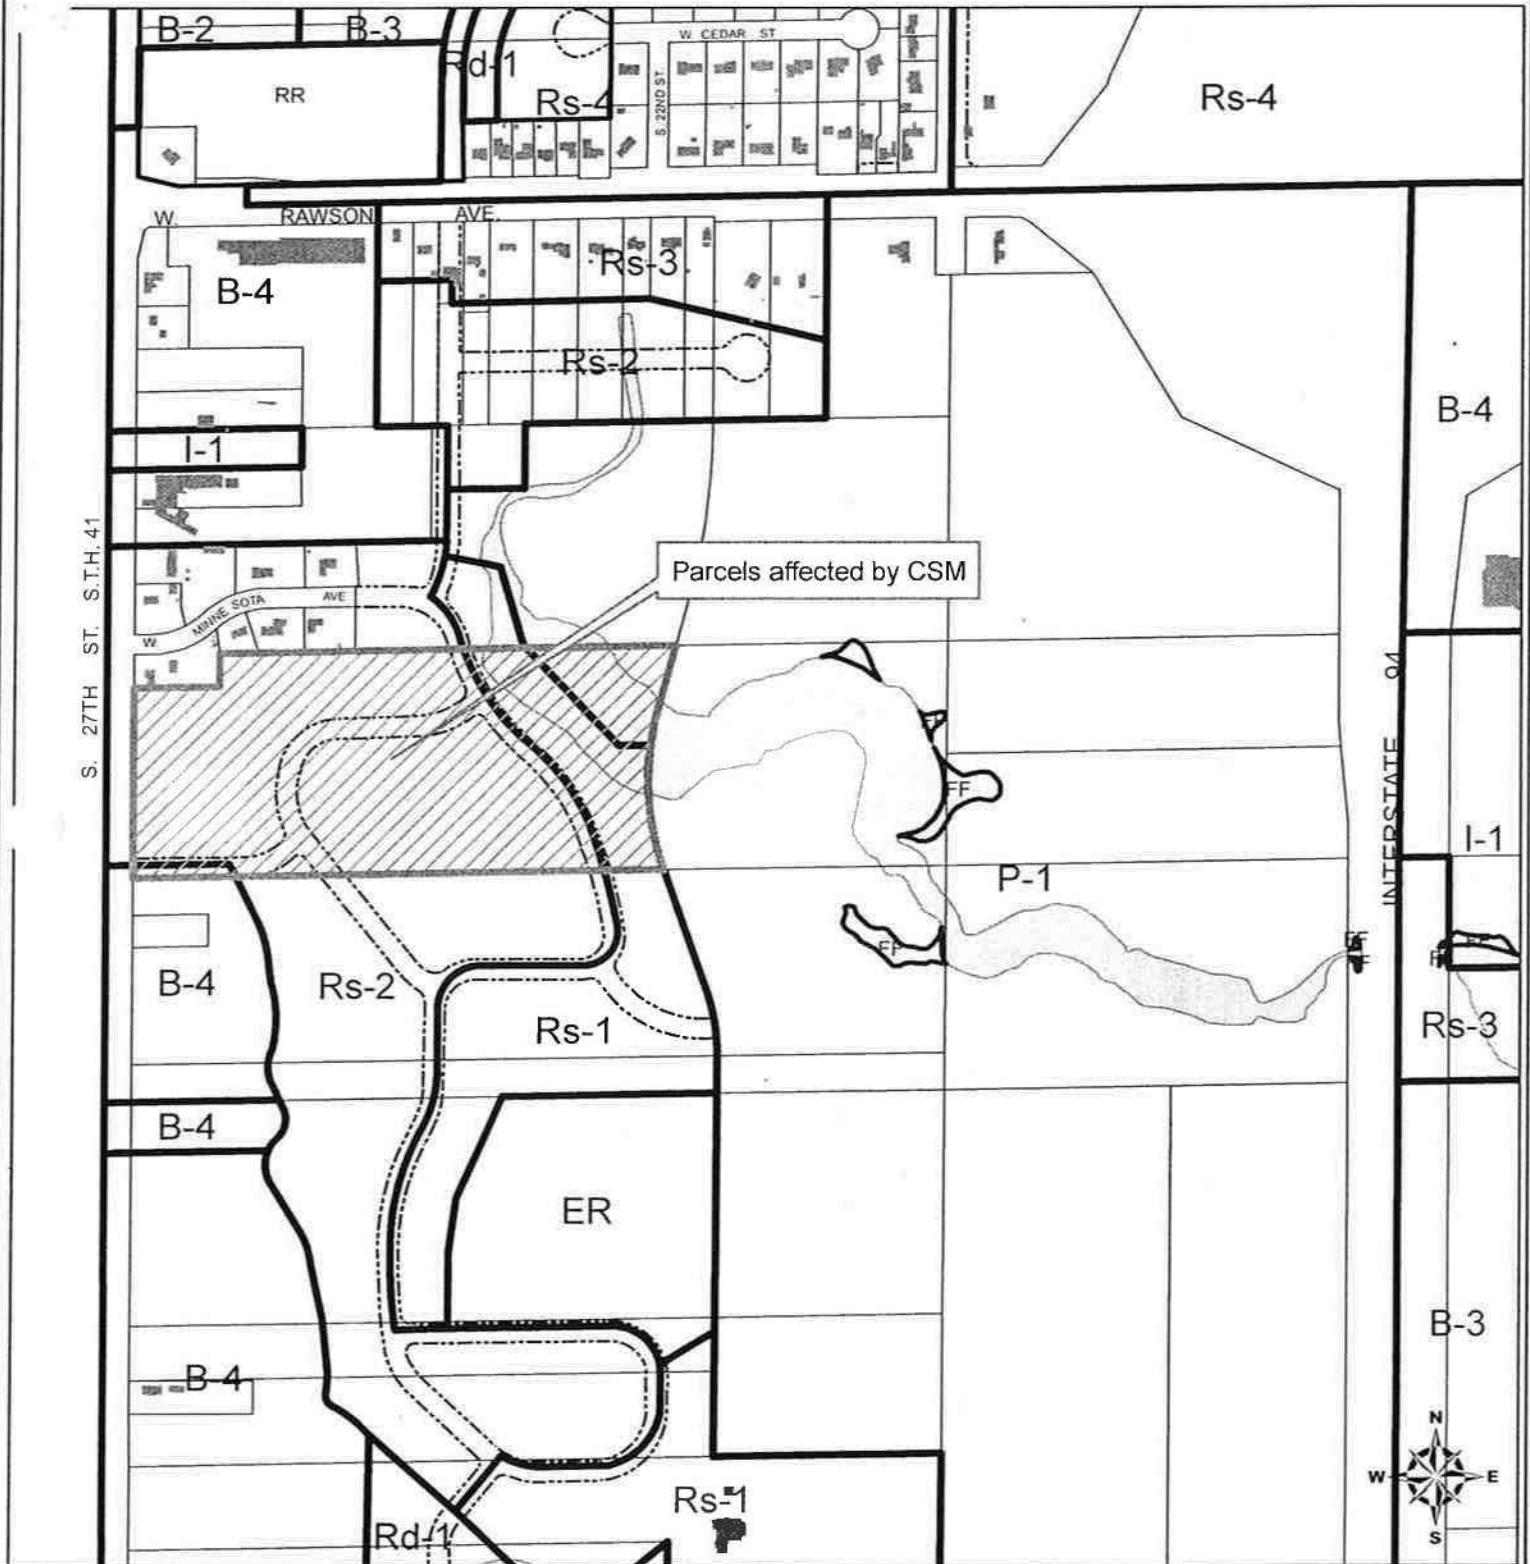 B-2
B-3
Rd-1
Rs-4
W CEDAR ST
S. 22ND ST.
RR
Rs-4
W. RAWSON AVE.
B-4
Rs-3
Rs-2
B-4
I-1
S. 27TH ST. S.T.H. 41
Parcels affected by CSM
W. MINNE SOTA AVE
INTERSTATE 94
FF
FF
I-1
P-1
FF
FF
FF
B-4
Rs-2
Rs-1
Rs-3
B-4
ER
B-3
B-4
N
W E
S
Rs-1
Rd-1